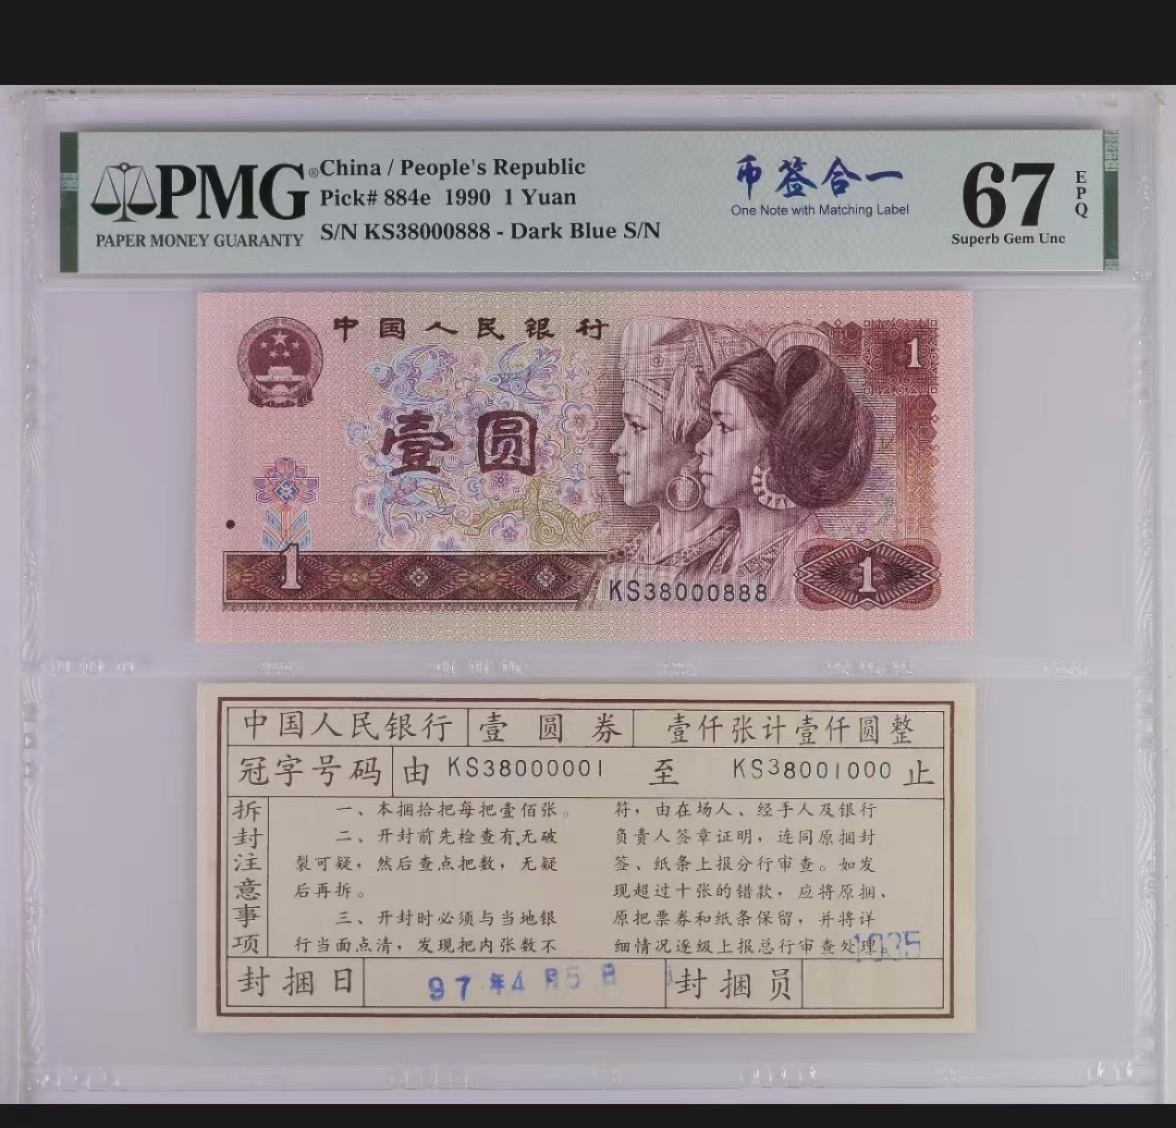 PMG®
PAPER MONEY GUARANTY
China / People's Republic
Pick# 884e 1990 1 Yuan
S/N KS38000888 - Dark Blue S/N
币签合一
One Note with Matching Label
67
EPQ
Superb Gem Unc
中国人民银行
1
壹圆
1
KS38000888
1
中国人民银行 壹圆券 壹仟张计壹仟圆整
冠字号码 由 KS38000001 至 KS38001000 止
拆封注意事项
一、本捆拾把每把壹佰张。
二、开封前先检查有无破
裂可疑，然后查点把数，无疑
后再拆。
三、开封时必须与当地银
行当面点清，发现把内张数不
符，由在场人、经手人及银行
负责人签章证明，连同原捆封
签、纸条上报分行审查。如发
现超过十张的错款，应将原捆、
原把票券和纸条保留，并将详
细情况逐级上报总行审查处理。
封捆日 97年4月5日 封捆员